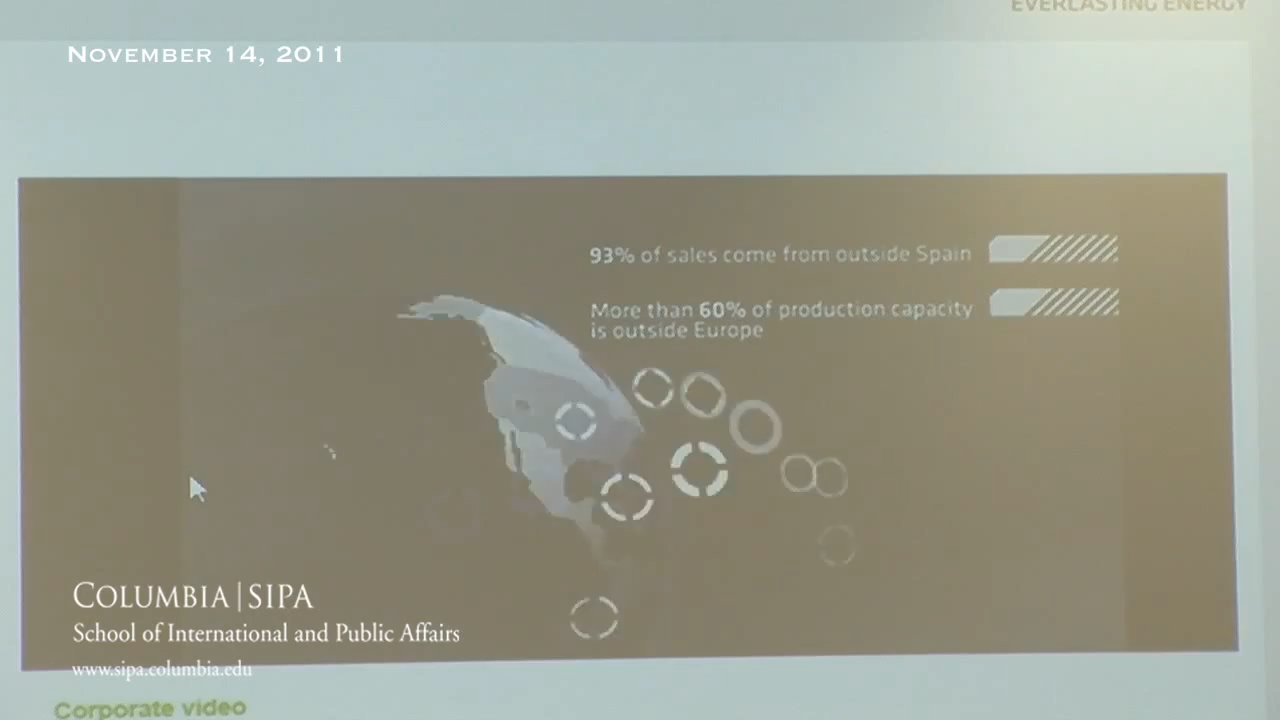 EVERLASTING ENERGY
NOVEMBER 14, 2011
93% of sales come from outside Spain
More than 60% of production capacity
is outside Europe
COLUMBIA | SIPA
School of International and Public Affairs
www.sipa.columbia.edu
Corporate video